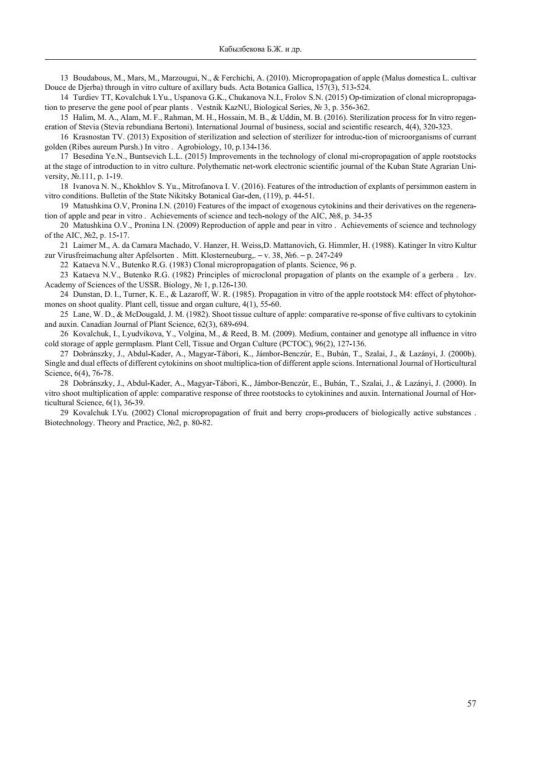 Кабылбекова Б.Ж. и др.
13 Boudabous, M., Mars, M., Marzougui, N., & Ferchichi, A. (2010). Micropropagation of apple (Malus domestica L. cultivar
Douce de Djerba) through in vitro culture of axillary buds. Acta Botanica Gallica, 157(3), 513-524.
14 Turdiev TT, Kovalchuk I.Yu., Uspanova G.K., Chukanova N.I., Frolov S.N. (2015) Op-timization of clonal micropropaga-
tion to preserve the gene pool of pear plants . Vestnik KazNU, Biological Series, № 3, p. 356-362.
15 Halim, M. A., Alam, M. F., Rahman, M. H., Hossain, M. B., & Uddin, M. B. (2016). Sterilization process for In vitro regen-
eration of Stevia (Stevia rebundiana Bertoni). International Journal of business, social and scientific research, 4(4), 320-323.
16 Krasnostan TV. (2013) Exposition of sterilization and selection of sterilizer for introduc-tion of microorganisms of currant
golden (Ribes aureum Pursh.) In vitro . Agrobiology, 10, p.134-136.
17 Besedina Ye.N., Buntsevich L.L. (2015) Improvements in the technology of clonal mi-cropropagation of apple rootstocks
at the stage of introduction to in vitro culture. Polythematic net-work electronic scientific journal of the Kuban State Agrarian Uni-
versity, №.111, p. 1-19.
18 Ivanova N. N., Khokhlov S. Yu., Mitrofanova I. V. (2016). Features of the introduction of explants of persimmon eastern in
vitro conditions. Bulletin of the State Nikitsky Botanical Gar-den, (119), p. 44-51.
19 Matushkina O.V, Pronina I.N. (2010) Features of the impact of exogenous cytokinins and their derivatives on the regenera-
tion of apple and pear in vitro . Achievements of science and tech-nology of the AIC, №8, p. 34-35
20 Matushkina O.V., Pronina I.N. (2009) Reproduction of apple and pear in vitro . Achievements of science and technology
of the AIC, №2, p. 15-17.
21 Laimer M., A. da Camara Machado, V. Hanzer, H. Weiss,D. Mattanovich, G. Himmler, H. (1988). Katinger In vitro Kultur
zur Virusfreimachung alter Apfelsorten . Mitt. Klosterneuburg,. – v. 38, №6. – p. 247-249
22 Kataeva N.V., Butenko R.G. (1983) Clonal micropropagation of plants. Science, 96 p.
23 Kataeva N.V., Butenko R.G. (1982) Principles of microclonal propagation of plants on the example of a gerbera . Izv.
Academy of Sciences of the USSR. Biology, № 1, p.126-130.
24 Dunstan, D. I., Turner, K. E., & Lazaroff, W. R. (1985). Propagation in vitro of the apple rootstock M4: effect of phytohor-
mones on shoot quality. Plant cell, tissue and organ culture, 4(1), 55-60.
25 Lane, W. D., & McDougald, J. M. (1982). Shoot tissue culture of apple: comparative re-sponse of five cultivars to cytokinin
and auxin. Canadian Journal of Plant Science, 62(3), 689-694.
26 Kovalchuk, I., Lyudvikova, Y., Volgina, M., & Reed, B. M. (2009). Medium, container and genotype all influence in vitro
cold storage of apple germplasm. Plant Cell, Tissue and Organ Culture (PCTOC), 96(2), 127-136.
27 Dobránszky, J., Abdul-Kader, A., Magyar-Tábori, K., Jámbor-Benczúr, E., Bubán, T., Szalai, J., & Lazányi, J. (2000b).
Single and dual effects of different cytokinins on shoot multiplica-tion of different apple scions. International Journal of Horticultural
Science, 6(4), 76-78.
28 Dobránszky, J., Abdul-Kader, A., Magyar-Tábori, K., Jámbor-Benczúr, E., Bubán, T., Szalai, J., & Lazányi, J. (2000). In
vitro shoot multiplication of apple: comparative response of three rootstocks to cytokinines and auxin. International Journal of Hor-
ticultural Science, 6(1), 36-39.
29 Kovalchuk I.Yu. (2002) Clonal micropropagation of fruit and berry crops-producers of biologically active substances .
Biotechnology. Theory and Practice, №2, p. 80-82.
57